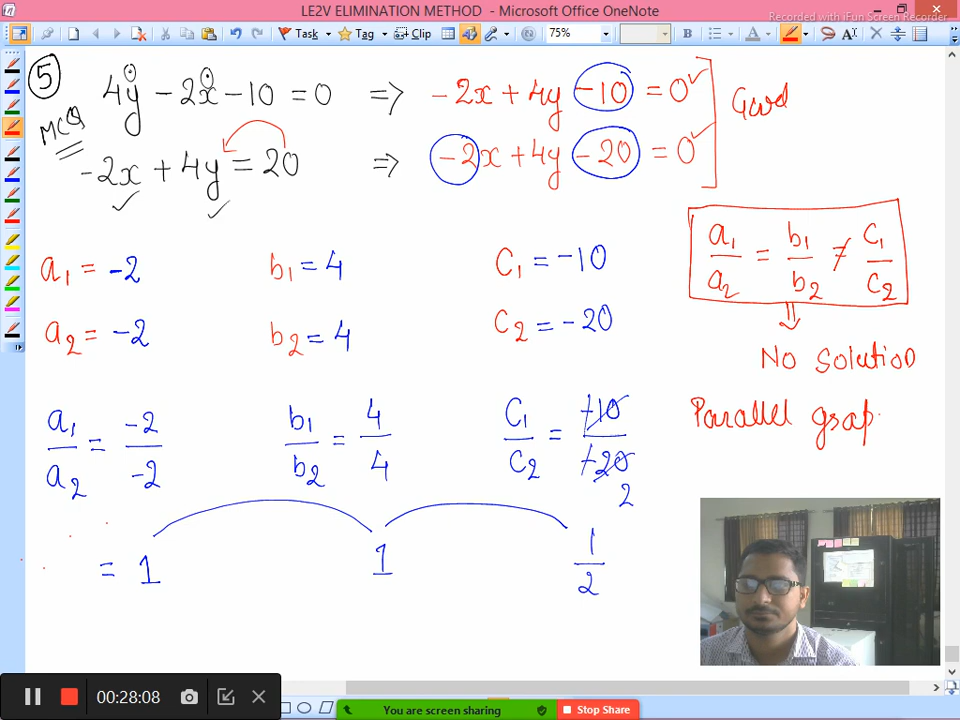 LE2V ELIMINATION METHOD - Microsoft OneNote
Recorded with iFun Screen Recorder
Task Tag Clip 75% B A
5 4y - 2x - 10 = 0 => -2x + 4y - 10 = 0
MCQ
-2x + 4y = 20 => -2x + 4y - 20 = 0
a1 = -2 b1 = 4 C1 = -10
a1/a2 = b1/b2 ≠ C1/C2
a2 = -2 b2 = 4 C2 = -20
No Solution
Parallel grap
a1/a2 = -2/-2 b1/b2 = 4/4 C1/C2 = +10/+20
2
= 1 1 1/2
00:28:08
You are screen sharing Stop Share